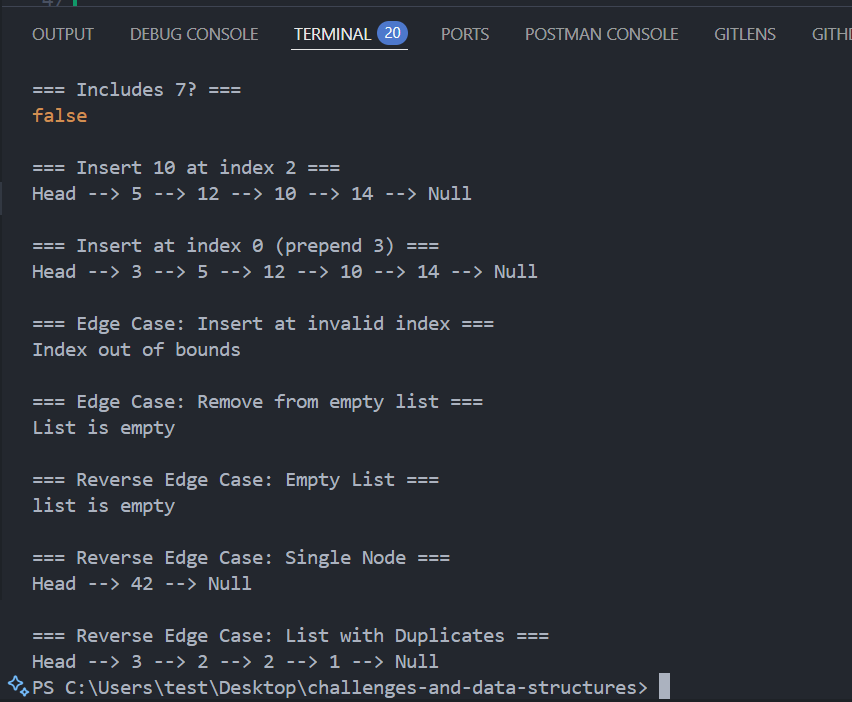 OUTPUT DEBUG CONSOLE TERMINAL 20 PORTS POSTMAN CONSOLE GITLENS
=== Includes 7? ===
false
=== Insert 10 at index 2 ===
Head --> 5 --> 12 --> 10 --> 14 --> Null
=== Insert at index 0 (prepend 3) ===
Head --> 3 --> 5 --> 12 --> 10 --> 14 --> Null
=== Edge Case: Insert at invalid index ===
Index out of bounds
=== Edge Case: Remove from empty list ===
List is empty
=== Reverse Edge Case: Empty List ===
list is empty
=== Reverse Edge Case: Single Node ===
Head --> 42 --> Null
=== Reverse Edge Case: List with Duplicates ===
Head --> 3 --> 2 --> 2 --> 1 --> Null
PS C:\Users\test\Desktop\challenges-and-data-structures>